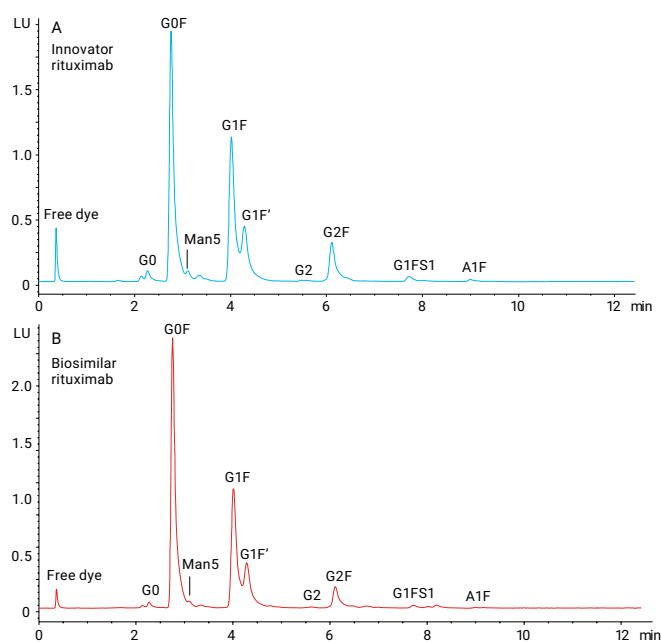 LU
A
Innovator
rituximab
G0F
1.5
G1F
1.0
0.5
Free dye
G1F’
Man5
G2F
G0
G2
G1FS1
A1F
0
0
2
4
6
8
10
12
min
LU
B
Biosimilar
rituximab
G0F
2.0
1.5
G1F
1.0
G1F’
Man5
0.5
Free dye
G2F
G0
G2
G1FS1
A1F
0
0
2
4
6
8
10
12
min